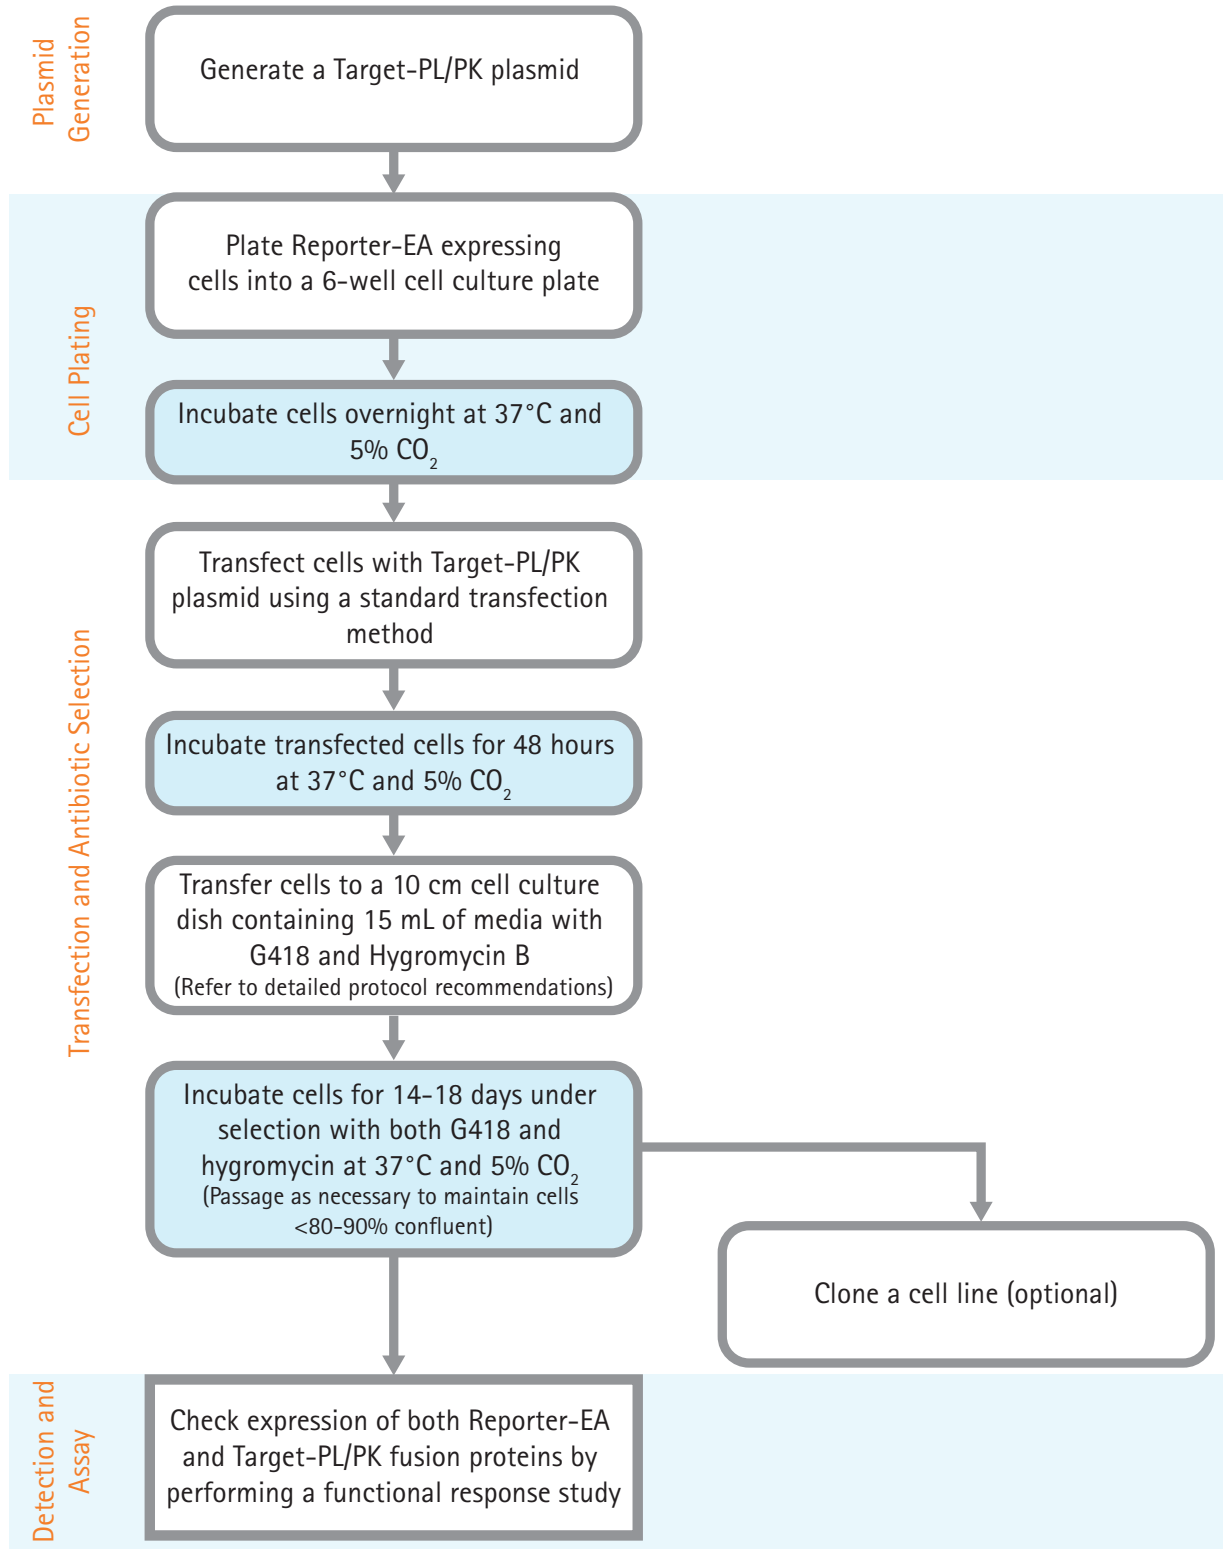 Plasmid
Generation
Generate a Target-PL/PK plasmid
Cell Plating
Plate Reporter-EA expressing
cells into a 6-well cell culture plate
Incubate cells overnight at 37°C and
5% CO₂
Transfection and Antibiotic Selection
Transfect cells with Target-PL/PK
plasmid using a standard transfection
method
Incubate transfected cells for 48 hours
at 37°C and 5% CO₂
Transfer cells to a 10 cm cell culture
dish containing 15 mL of media with
G418 and Hygromycin B
(Refer to detailed protocol recommendations)
Incubate cells for 14-18 days under
selection with both G418 and
hygromycin at 37°C and 5% CO₂
(Passage as necessary to maintain cells
<80-90% confluent)
Clone a cell line (optional)
Detection and
Assay
Check expression of both Reporter-EA
and Target-PL/PK fusion proteins by
performing a functional response study